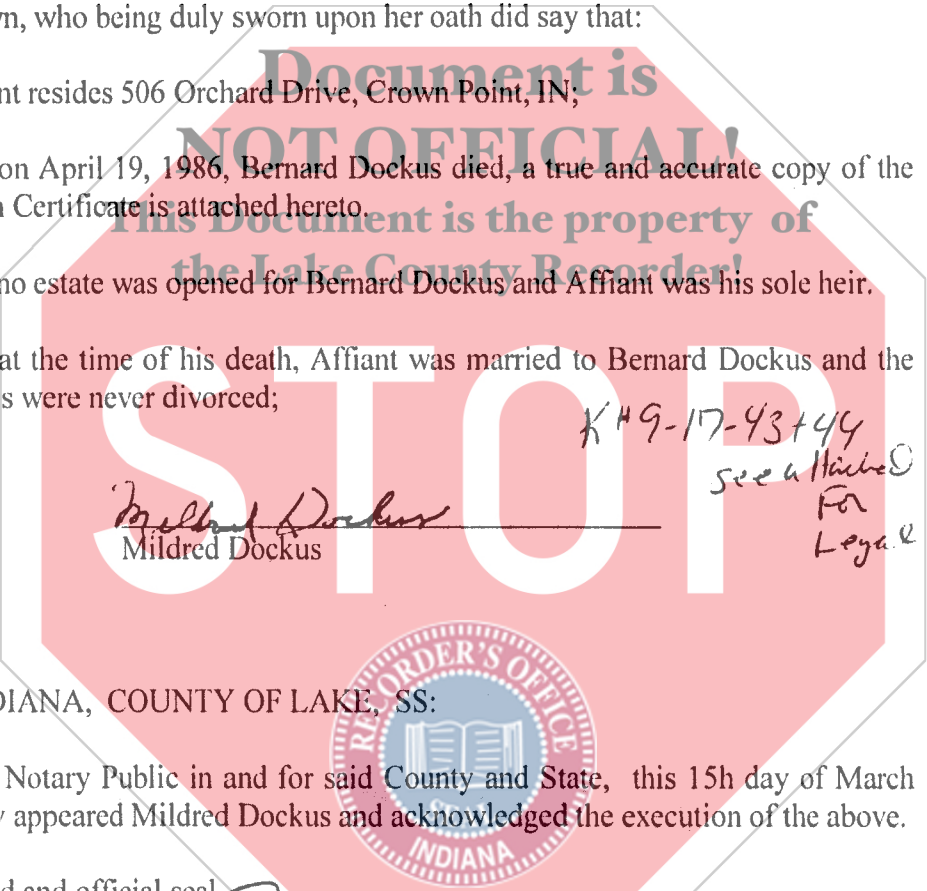 vn, who being duly sworn upon her oath did say that:
Document is
nt resides 506 Orchard Drive, Crown Point, IN;
NOT OFFICIAL!
on April 19, 1986, Bernard Dockus died, a true and accurate copy of the
n Certificate is attached hereto.
This Document is the property of
the Lake County Recorder!
no estate was opened for Bernard Dockus and Affiant was his sole heir.
at the time of his death, Affiant was married to Bernard Dockus and the
s were never divorced;
STOP
K#9-17-43+44
see attached
For
Legal
Mildred Dockus
Mildred Dockus
RECORDER'S OFFICE
DIANA, COUNTY OF LAKE, SS:
Notary Public in and for said County and State, this 15h day of March
y appeared Mildred Dockus and acknowledged the execution of the above.
SEAL
INDIANA
d and official seal